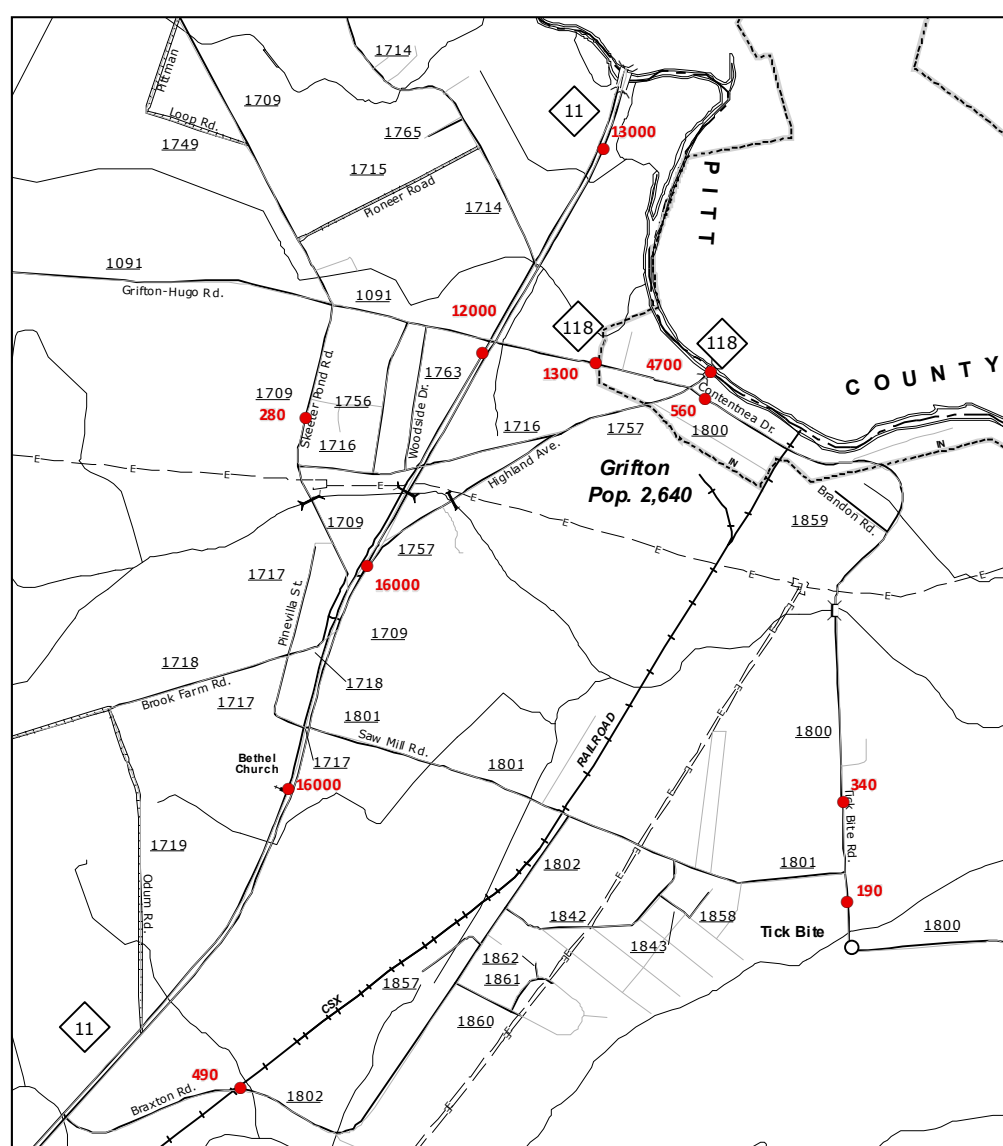 1714
Hillman
11
1709
Loop Rd.
13000
1765
1749
1715
PITT
Pioneer Road
1714
1091
Grifton-Hugo Rd.
1091
12000
118
118
4700
1300
1763
COUNTY
Contentnea Dr.
1709
Skeeter Pond Rd.
1756
Woodside Dr.
560
280
1716
1716
1757
1800
IN
IN
E
Highland Ave.
Grifton
E
E
Pop. 2,640
E
Brandon Rd.
1709
1859
1757
E
1717
16000
E
E
Pinevilla St.
1709
E
1718
1718
Brook Farm Rd.
1717
1801
E
RAILROAD
Saw Mill Rd.
1800
Bethel
Church
1717
1801
16000
340
Tick Bite Rd.
1719
1802
E
1801
190
Odum Rd.
1842
1858
Tick Bite
1800
1843
1862
E
1857
1861
CSX
11
1860
E
490
Braxton Rd.
1802
E